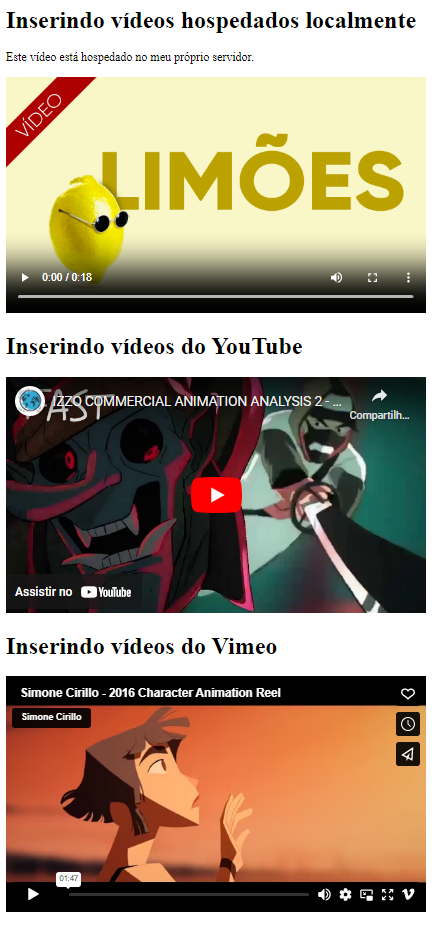 Inserindo vídeos hospedados localmente
Este vídeo está hospedado no meu próprio servidor.
VÍDEO
LIMÕES
0:00 / 0:18
Inserindo vídeos do YouTube
FAST
IZZO COMMERCIAL ANIMATION ANALYSIS 2 - ...
Compartilh...
Assistir no YouTube
Inserindo vídeos do Vimeo
Simone Cirillo - 2016 Character Animation Reel
Simone Cirillo
01:47